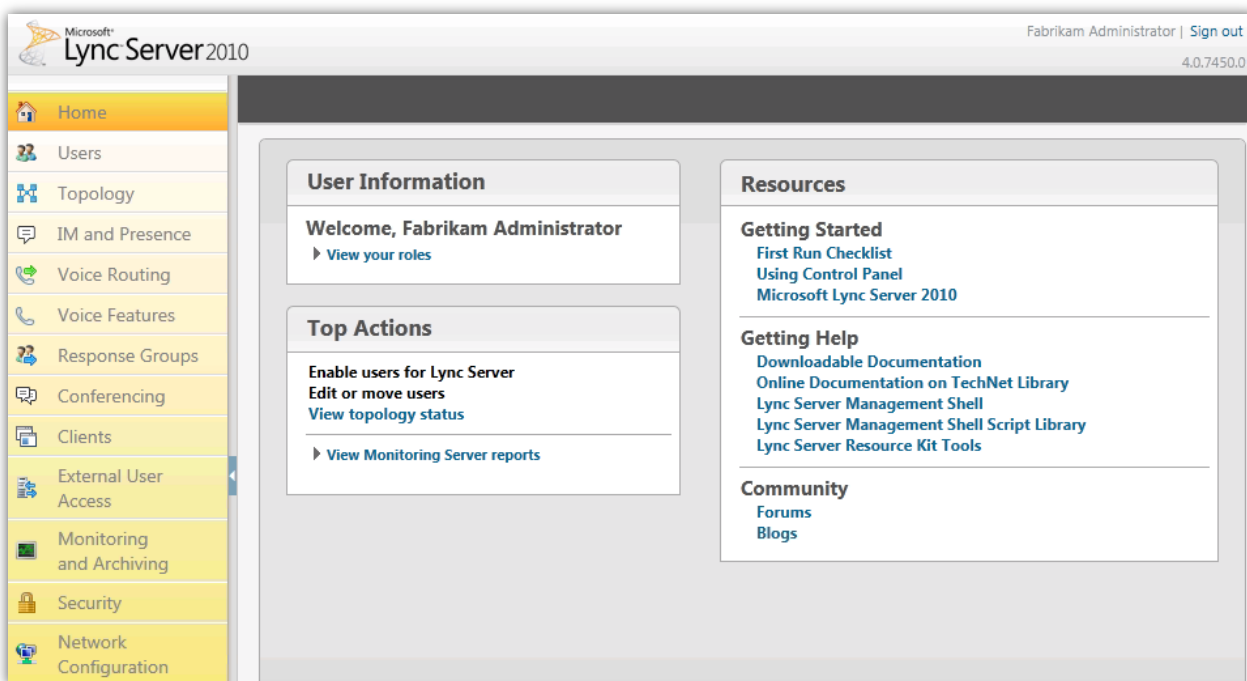 Microsoft®
Lync Server 2010
Fabrikam Administrator | Sign out
4.0.7450.0
Home
Users
Topology
IM and Presence
Voice Routing
Voice Features
Response Groups
Conferencing
Clients
External User
Access
Monitoring
and Archiving
Security
Network
Configuration
User Information
Welcome, Fabrikam Administrator
View your roles
Top Actions
Enable users for Lync Server
Edit or move users
View topology status
View Monitoring Server reports
Resources
Getting Started
First Run Checklist
Using Control Panel
Microsoft Lync Server 2010
Getting Help
Downloadable Documentation
Online Documentation on TechNet Library
Lync Server Management Shell
Lync Server Management Shell Script Library
Lync Server Resource Kit Tools
Community
Forums
Blogs